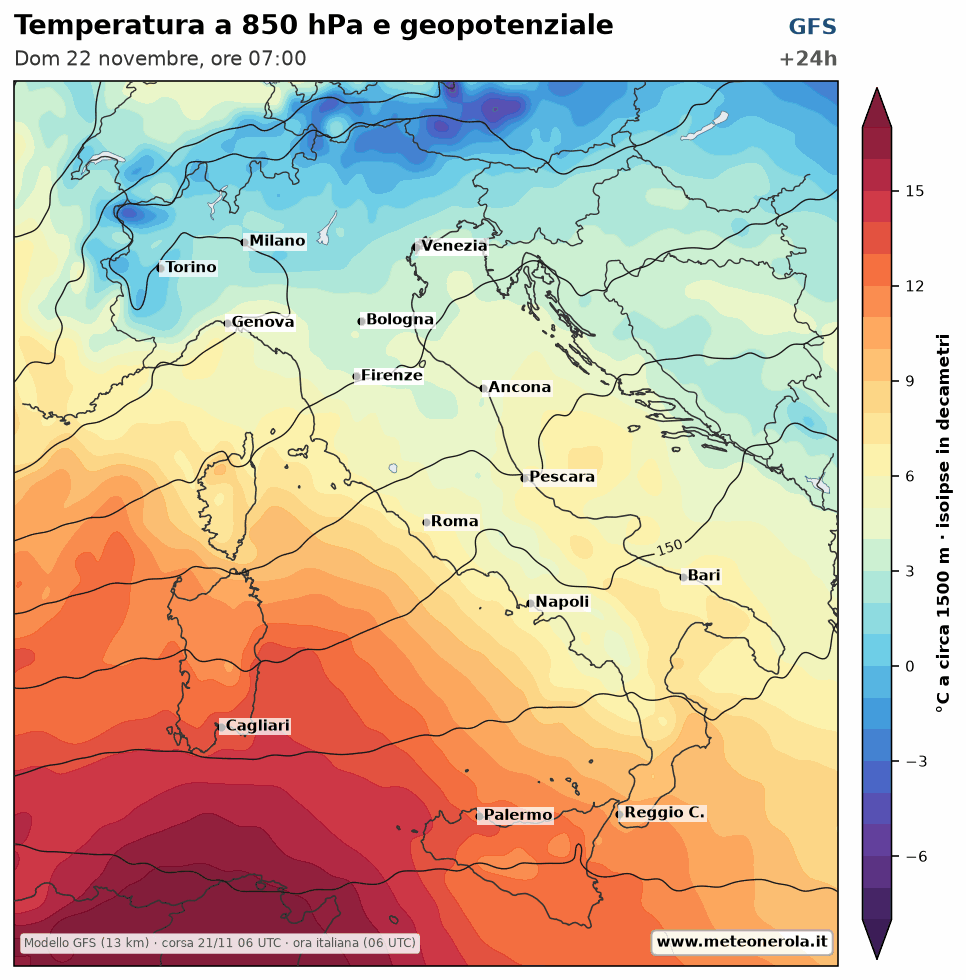 Temperatura a 850 hPa e geopotenziale
GFS
Dom 22 novembre, ore 07:00
+24h
Milano
Venezia
Torino
Genova
Bologna
Firenze
Ancona
Pescara
Roma
150
Bari
Napoli
Cagliari
Palermo
Reggio C.
15
12
9
6
3
0
−3
−6
°C a circa 1500 m · isoipse in decametri
Modello GFS (13 km) · corsa 21/11 06 UTC · ora italiana (06 UTC)
www.meteonerola.it